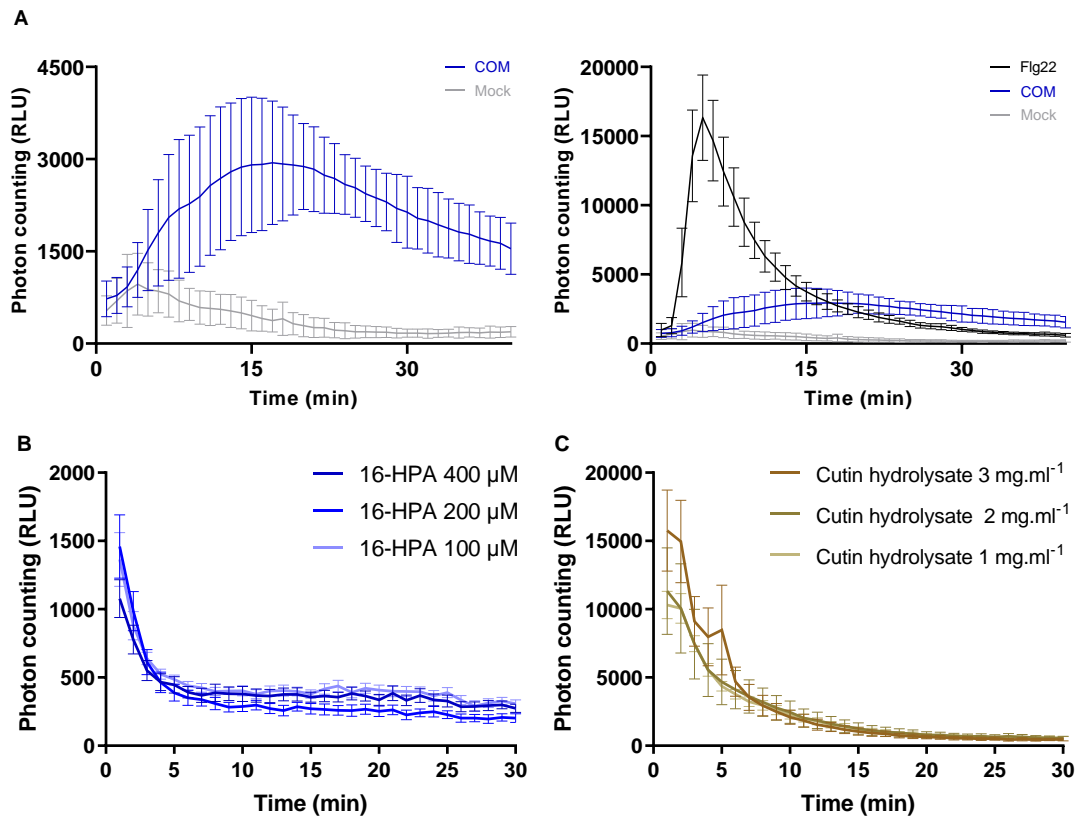 A
Photon counting (RLU)
4500
3000
1500
0
0
15
30
Time (min)
COM
Mock
Photon counting (RLU)
20000
15000
10000
5000
0
0
15
30
Time (min)
Flg22
COM
Mock
B
Photon counting (RLU)
2000
1500
1000
500
0
0
5
10
15
20
25
30
Time (min)
16-HPA 400 µM
16-HPA 200 µM
16-HPA 100 µM
C
Photon counting (RLU)
20000
15000
10000
5000
0
0
5
10
15
20
25
30
Time (min)
Cutin hydrolysate 3 mg.ml⁻¹
Cutin hydrolysate 2 mg.ml⁻¹
Cutin hydrolysate 1 mg.ml⁻¹